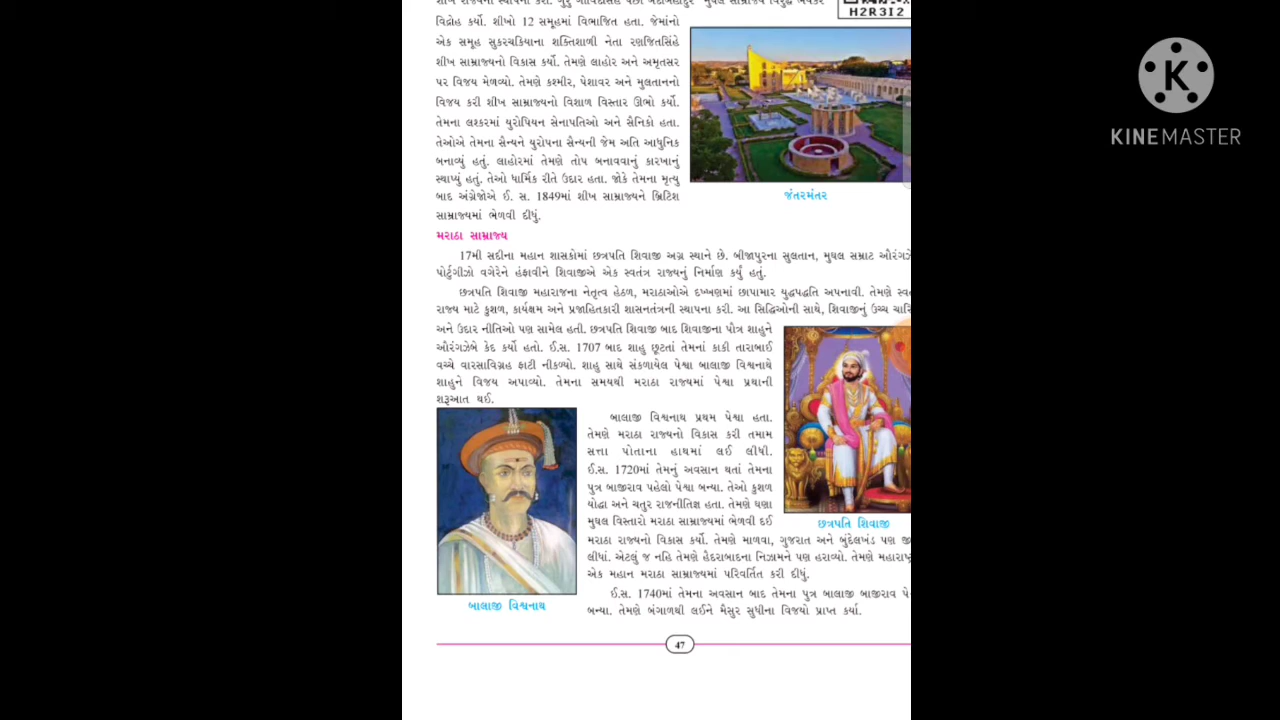 વિદ્રોહ કર્યો. શીખો 12 સમૂહમાં વિભાજિત હતા. જેમાંનો
એક સમૂહ સુકરચકિયાના શક્તિશાળી નેતા રણજિતસિંહે
શીખ સામ્રાજ્યનો વિકાસ કર્યો. તેમણે લાહોર અને અમૃતસર
પર વિજય મેળવ્યો. તેમણે કશ્મીર, પેશાવર અને મુલતાનનો
વિજય કરી શીખ સામ્રાજ્યનો વિશાળ વિસ્તાર ઊભો કર્યો.
તેમના લશ્કરમાં યુરોપિયન સેનાપતિઓ અને સૈનિકો હતા.
તેઓએ તેમના સૈન્યને યુરોપના સૈન્યની જેમ અતિ આધુનિક
બનાવ્યું હતું. લાહોરમાં તેમણે તોપ બનાવવાનું કારખાનું
સ્થાપ્યું હતું. તેઓ ધાર્મિક રીતે ઉદાર હતા. જોકે તેમના મૃત્યુ
બાદ અંગ્રેજોએ ઈ. સ. 1849માં શીખ સામ્રાજ્યને બ્રિટિશ
સામ્રાજ્યમાં ભેળવી દીધું.
H2R3I2
જંતરમંતર
મરાઠા સામ્રાજ્ય
17મી સદીના મહાન શાસકોમાં છત્રપતિ શિવાજી અગ્ર સ્થાને છે. બીજાપુરના સુલતાન, મુઘલ સમ્રાટ
પોર્ટુગીઝો વગેરેને હંફાવીને શિવાજીએ એક સ્વતંત્ર રાજ્યનું નિર્માણ કર્યું હતું.
છત્રપતિ શિવાજી મહારાજના નેતૃત્વ હેઠળ, મરાઠાઓએ દખ્ખણમાં છાપામાર યુદ્ધપદ્ધતિ અપનાવી. તેમણે
રાજ્ય માટે કુશળ, કાર્યક્ષમ અને પ્રજાહિતકારી શાસનતંત્રની સ્થાપના કરી. આ સિદ્ધિઓની સાથે, શિવાજીનું ઉચ્ચ
અને ઉદાર નીતિઓ પણ સામેલ હતી. છત્રપતિ શિવાજી બાદ શિવાજીના પૌત્ર શાહુને
ઔરંગઝેબે કેદ કર્યો હતો. ઈ.સ. 1707 બાદ શાહુ છૂટતાં તેમનાં કાકી તારાબાઈ
વચ્ચે વારસાવિગ્રહ ફાટી નીકળ્યો. શાહુ સાથે સંકળાયેલ પેશ્વા બાલાજી વિશ્વનાથે
શાહુને વિજય અપાવ્યો. તેમના સમયથી મરાઠા રાજ્યમાં પેશ્વા પ્રથાની
શરૂઆત થઈ.
બાલાજી વિશ્વનાથ પ્રથમ પેશ્વા હતા.
તેમણે મરાઠા રાજ્યનો વિકાસ કરી તમામ
સત્તા પોતાના હાથમાં લઈ લીધી.
ઈ.સ. 1720માં તેમનું અવસાન થતાં તેમના
પુત્ર બાજીરાવ પહેલો પેશ્વા બન્યા. તેઓ કુશળ
યોદ્ધા અને ચતુર રાજનીતિજ્ઞ હતા. તેમણે ઘણા
મુઘલ વિસ્તારો મરાઠા સામ્રાજ્યમાં ભેળવી દઈ
છત્રપતિ શિવાજી
મરાઠા રાજ્યનો વિકાસ કર્યો. તેમણે માળવા, ગુજરાત અને બુંદેલખંડ પણ
લીધાં. એટલું જ નહિ તેમણે હૈદરાબાદના નિઝામને પણ હરાવ્યો. તેમણે
એક મહાન મરાઠા સામ્રાજ્યમાં પરિવર્તિત કરી દીધું.
ઈ.સ. 1740માં તેમના અવસાન બાદ તેમના પુત્ર બાલાજી બાજીરાવ
બન્યા. તેમણે બંગાળથી લઈને મૈસુર સુધીના વિજયો પ્રાપ્ત કર્યા.
બાલાજી વિશ્વનાથ
47
K
KINEMASTER